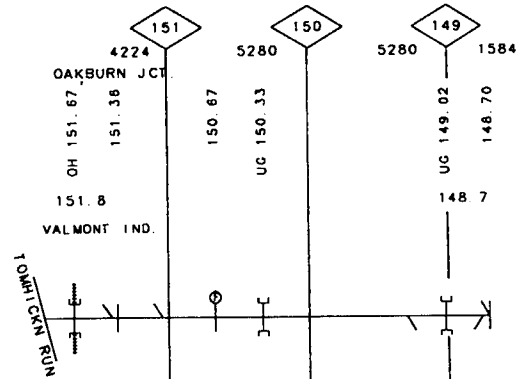 151
150
149
4224
5280
5280
1584
OAKBURN JCT.
OH 151.67
151.38
150.67
UG 150.33
UG 149.02
148.70
151.8
148.7
VALMONT IND.
TOMHICKN RUN